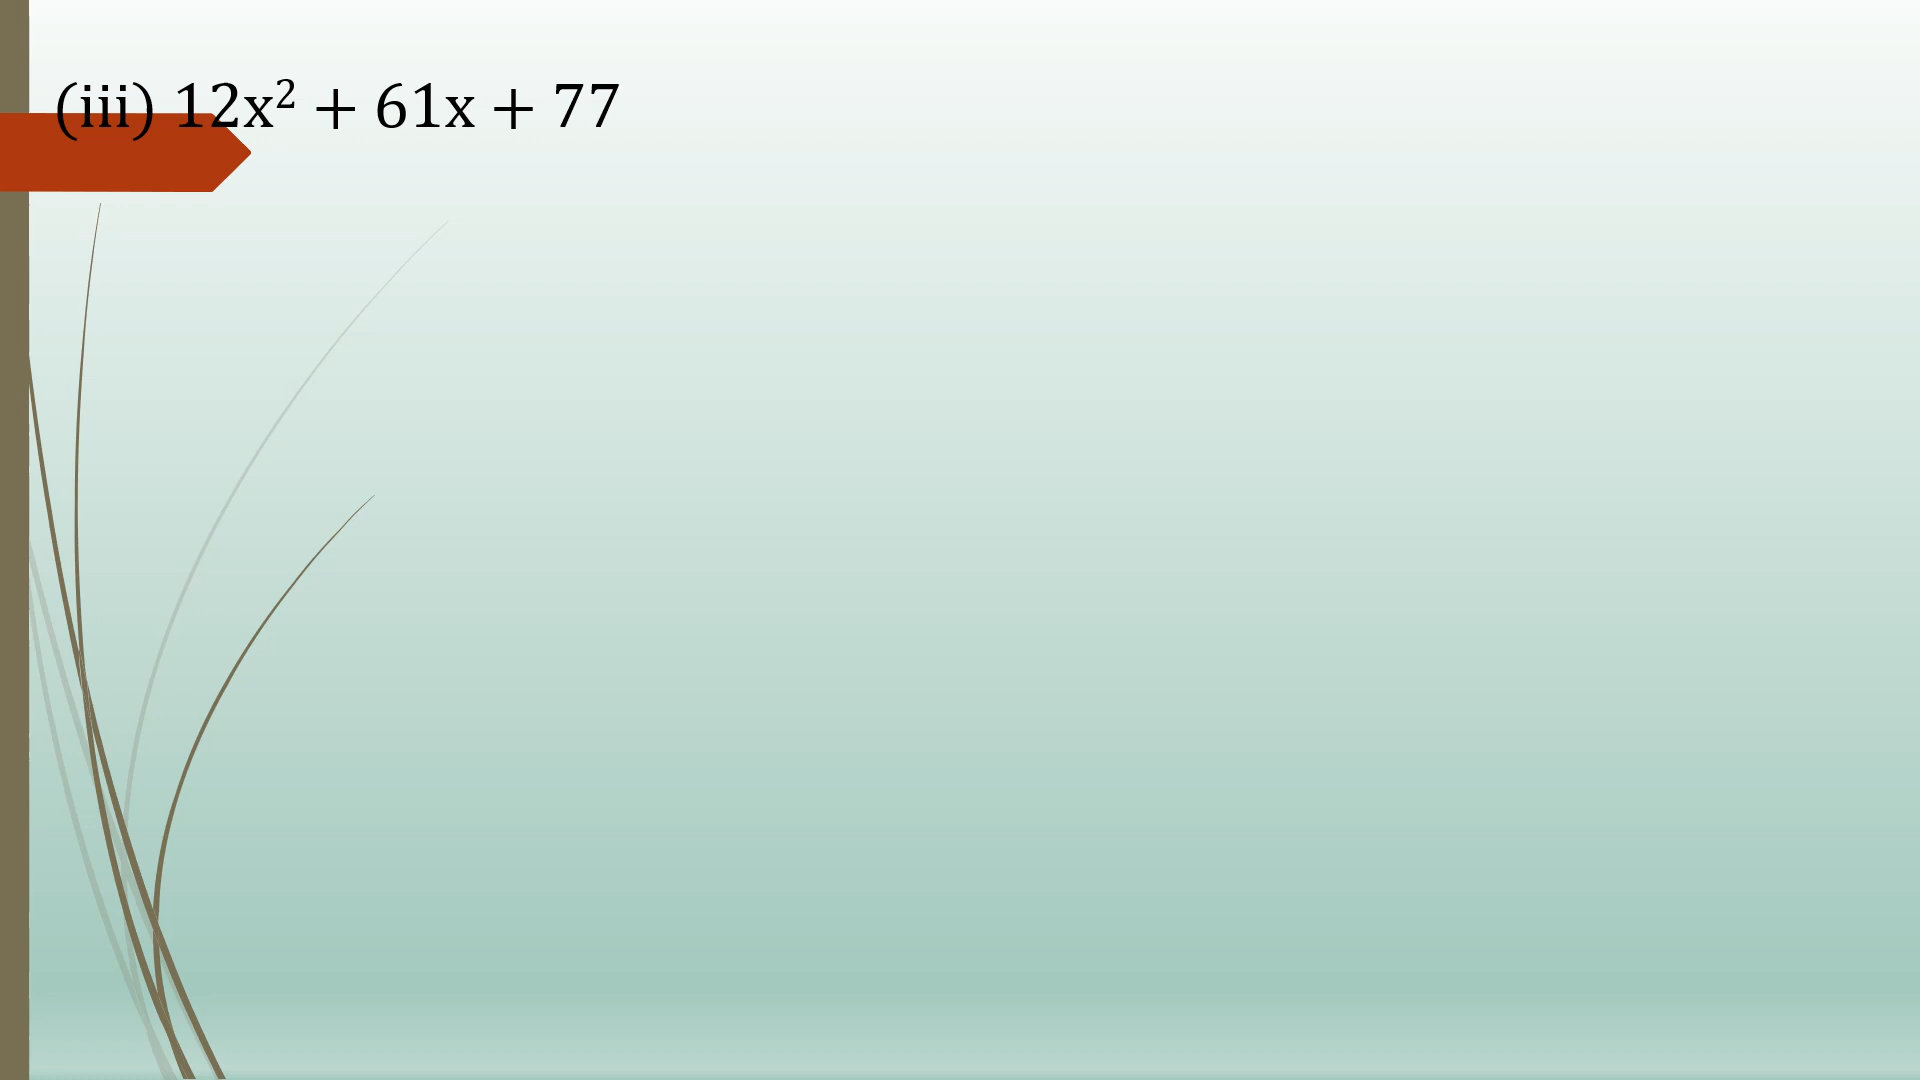 (iii) 12x² + 61x + 77